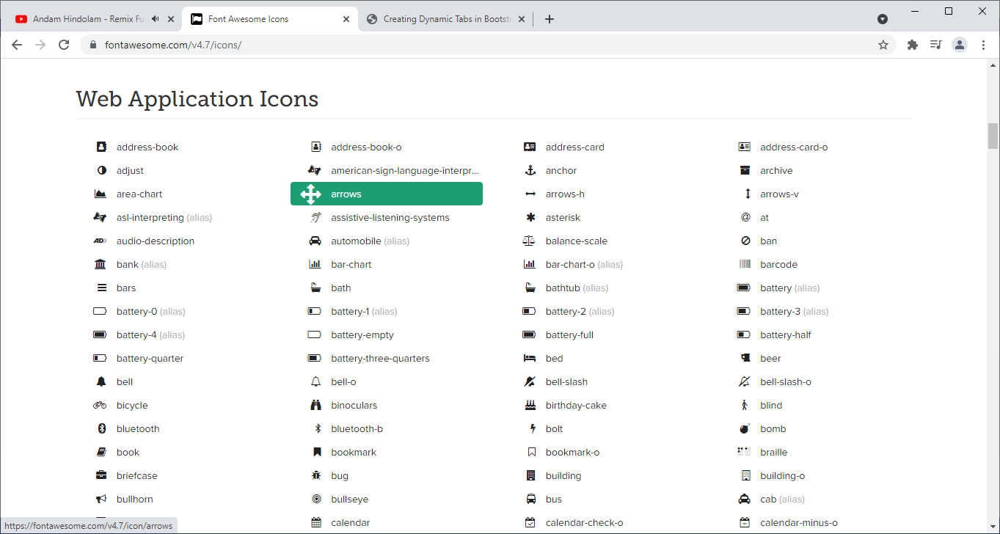 Andam Hindolam - Remix Fu
Font Awesome Icons
Creating Dynamic Tabs in Bootstr
fontawesome.com/v4.7/icons/
Web Application Icons
address-book address-book-o address-card address-card-o
adjust american-sign-language-interpr... anchor archive
area-chart arrows arrows-h arrows-v
asl-interpreting (alias) assistive-listening-systems asterisk at
audio-description automobile (alias) balance-scale ban
bank (alias) bar-chart bar-chart-o (alias) barcode
bars bath bathtub (alias) battery (alias)
battery-0 (alias) battery-1 (alias) battery-2 (alias) battery-3 (alias)
battery-4 (alias) battery-empty battery-full battery-half
battery-quarter battery-three-quarters bed beer
bell bell-o bell-slash bell-slash-o
bicycle binoculars birthday-cake blind
bluetooth bluetooth-b bolt bomb
book bookmark bookmark-o braille
briefcase bug building building-o
bullhorn bullseye bus cab (alias)
calendar calendar-check-o calendar-minus-o
https://fontawesome.com/v4.7/icon/arrows